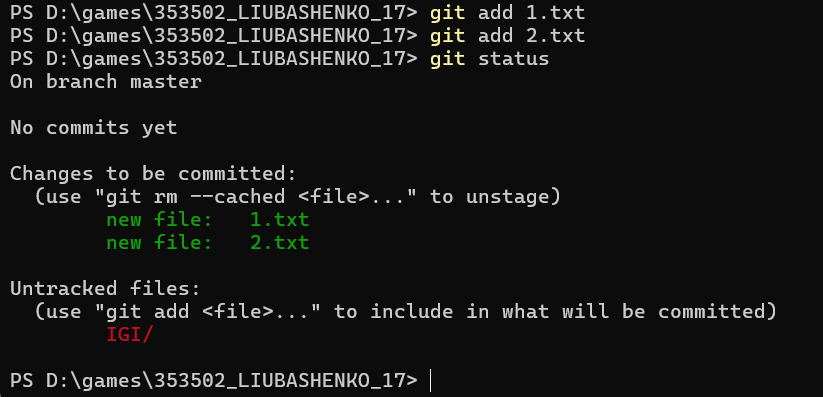 PS D:\games\353502_LIUBASHENKO_17> git add 1.txt
PS D:\games\353502_LIUBASHENKO_17> git add 2.txt
PS D:\games\353502_LIUBASHENKO_17> git status
On branch master

No commits yet

Changes to be committed:
  (use "git rm --cached <file>..." to unstage)
        new file:   1.txt
        new file:   2.txt

Untracked files:
  (use "git add <file>..." to include in what will be committed)
        IGI/

PS D:\games\353502_LIUBASHENKO_17>